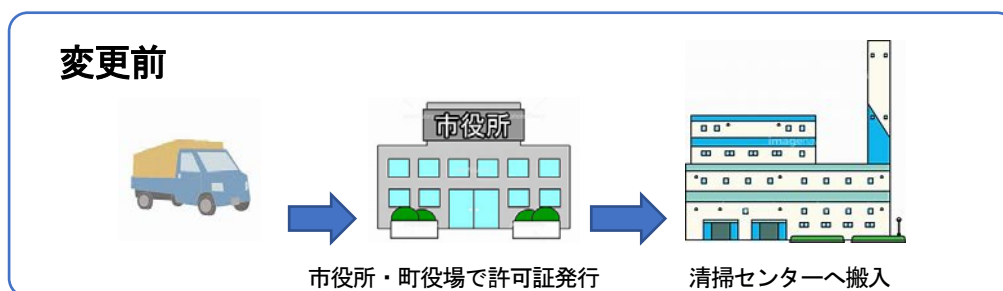 変更前
市役所
市役所・町役場で許可証発行
清掃センターへ搬入